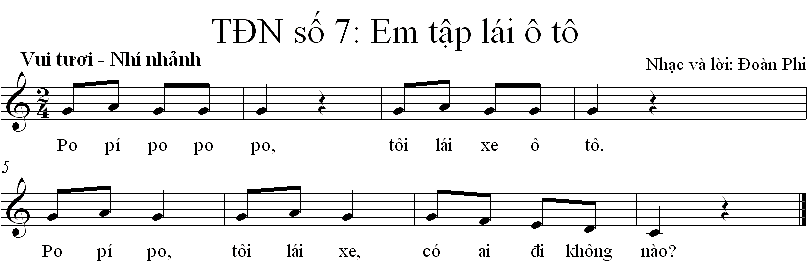 TĐN số 7: Em tập lái ô tô
Vui tươi - Nhí nhảnh
Nhạc và lời: Đoàn Phi
2
4
Po pí po po po, tôi lái xe ô tô.
5
Po pí po, tôi lái xe, có ai đi không nào?